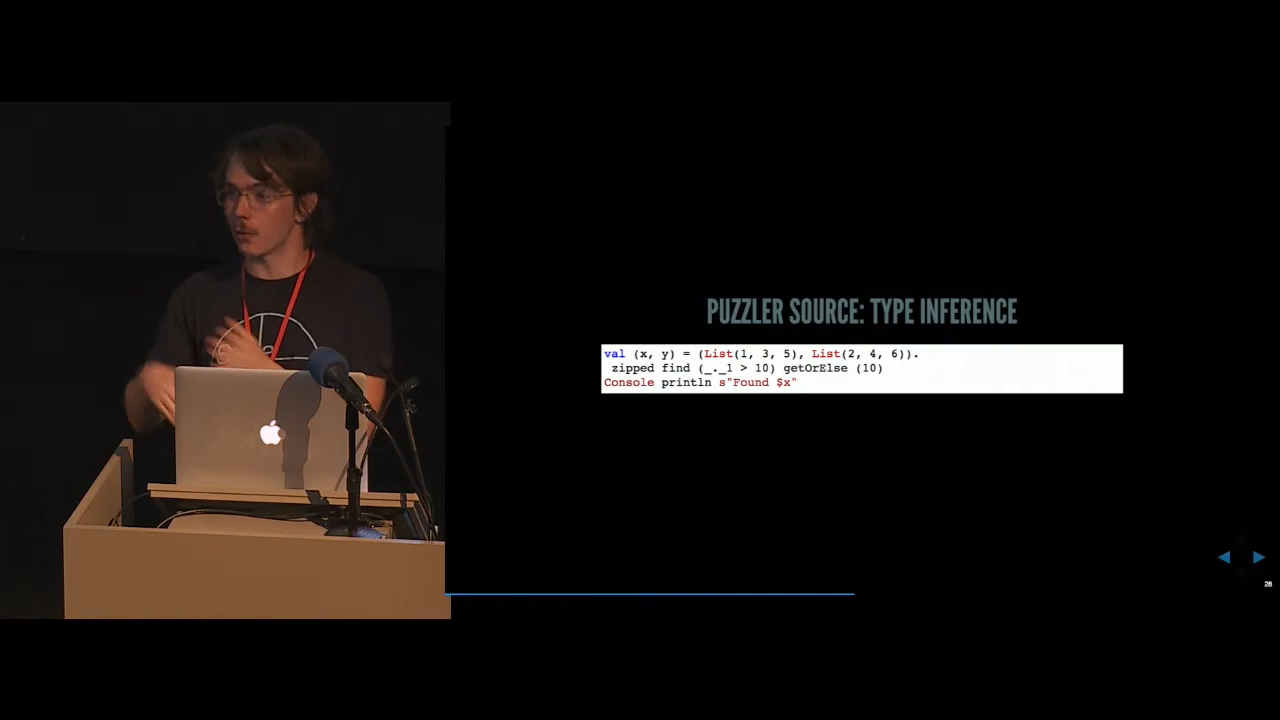 PUZZLER SOURCE: TYPE INFERENCE
val (x, y) = (List(1, 3, 5), List(2, 4, 6)).
zipped find (_._1 > 10) getOrElse (10)
Console println s"Found $x"
28